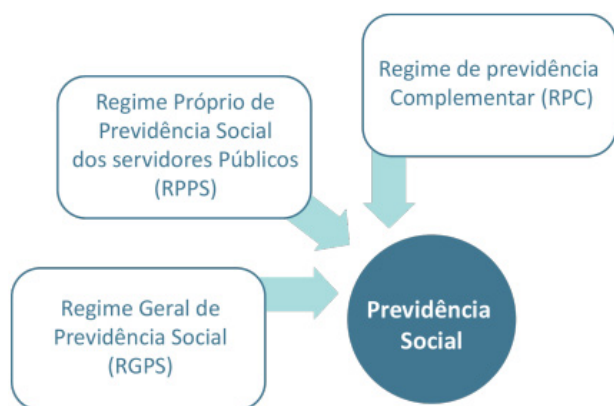 Regime de previdência
Complementar (RPC)
Regime Próprio de
Previdência Social
dos servidores Públicos
(RPPS)
Regime Geral de
Previdência Social
(RGPS)
Previdência
Social